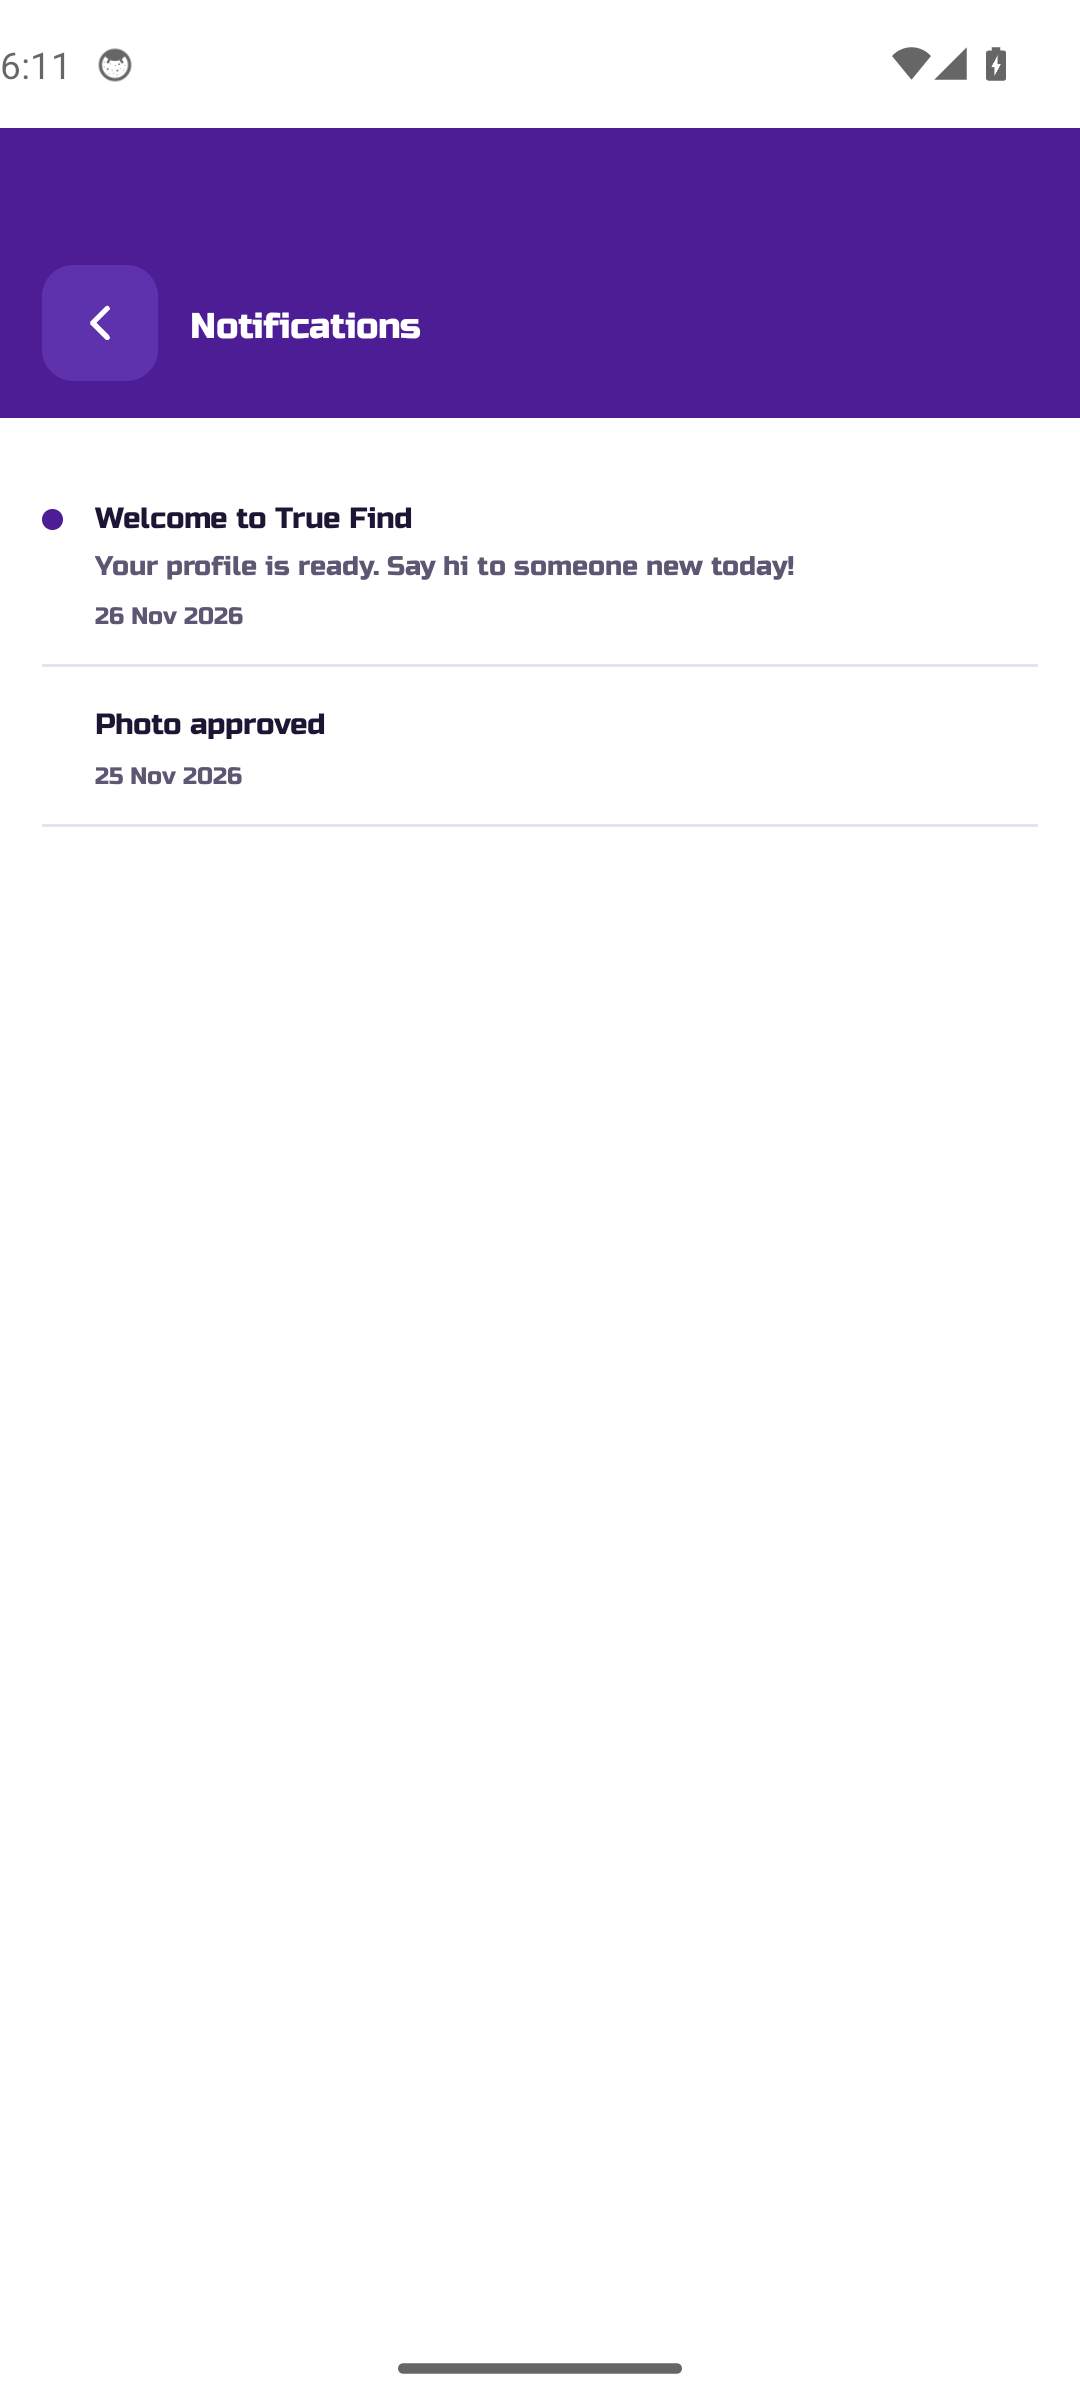 6:11
Notifications
Welcome to True Find
Your profile is ready. Say hi to someone new today!
26 Nov 2026
Photo approved
25 Nov 2026